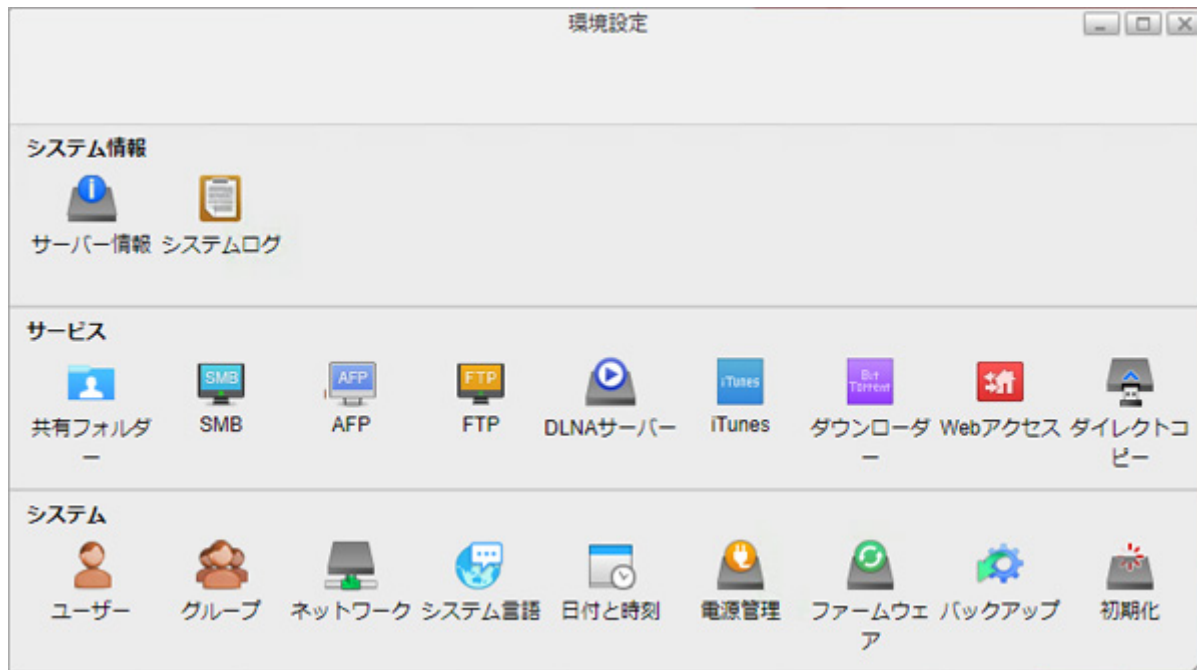 環境設定
システム情報
サーバー情報 システムログ
サービス
SMB AFP FTP iTunes Bit
Torrent
共有フォルダ SMB AFP FTP DLNAサーバー iTunes ダウンローダ Webアクセス ダイレクトコ
ー ー ピー
システム
ユーザー グループ ネットワーク システム言語 日付と時刻 電源管理 ファームウェ バックアップ 初期化
ア